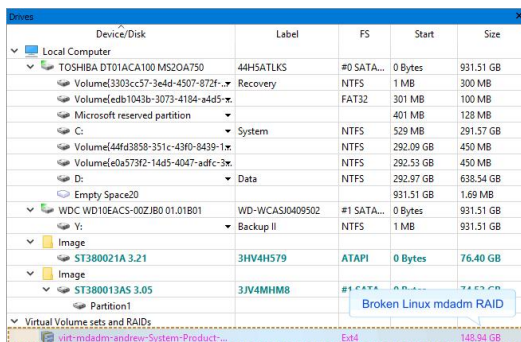 Drives
Device/Disk Label FS Start Size
Local Computer
TOSHIBA DT01ACA100 MS2OA750 44H5ATLKS #0 SATA... 0 Bytes 931.51 GB
Volume{3303cc57-3e4d-4507-872f-.. Recovery NTFS 1 MB 300 MB
Volume{edb1043b-3073-4184-a4d5-.. FAT32 301 MB 100 MB
Microsoft reserved partition 401 MB 128 MB
C: System NTFS 529 MB 291.57 GB
Volume{44fd3858-351c-43f0-8439-1.. NTFS 292.09 GB 450 MB
Volume{e0a573f2-14d5-4047-adfc-3.. NTFS 292.53 GB 450 MB
D: Data NTFS 292.97 GB 638.54 GB
Empty Space20 931.51 GB 1.69 MB
WDC WD10EACS-00ZJB0 01.01B01 WD-WCASJ0409502 #1 SATA... 0 Bytes 931.51 GB
Y: Backup II NTFS 1 MB 931.51 GB
Image
ST380021A 3.21 3HV4H579 ATAPI 0 Bytes 76.40 GB
Image
ST380013AS 3.05 3JV4MHM8 #1 SATA 0 Bytes 74.53 GB
Partition1
Broken Linux mdadm RAID
Virtual Volume sets and RAIDs
virt-mdadm-andrew-System-Product-... Ext4 148.94 GB